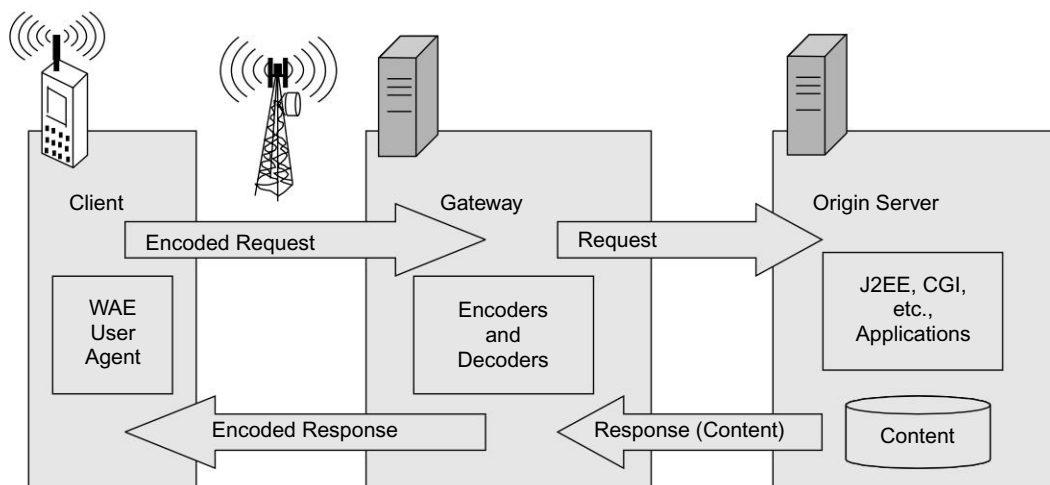 Client
Gateway
Origin Server
Encoded Request
Request
WAE
User
Agent
Encoders
and
Decoders
J2EE, CGI,
etc.,
Applications
Encoded Response
Response (Content)
Content